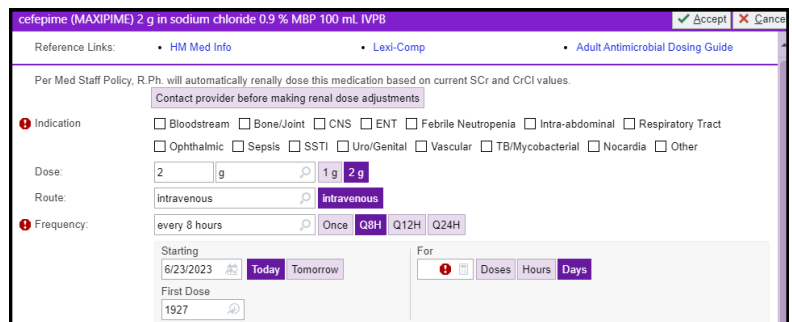 cefepime (MAXIPIME) 2 g in sodium chloride 0.9 % MBP 100 mL IVPB Accept Cance
Reference Links: • HM Med Info • Lexi-Comp • Adult Antimicrobial Dosing Guide
Per Med Staff Policy, R.Ph. will automatically renally dose this medication based on current SCr and CrCl values.
Contact provider before making renal dose adjustments
Indication Bloodstream Bone/Joint CNS ENT Febrile Neutropenia Intra-abdominal Respiratory Tract
Ophthalmic Sepsis SSTI Uro/Genital Vascular TB/Mycobacterial Nocardia Other
Dose: 2 g 1 g 2 g
Route: intravenous intravenous
Frequency: every 8 hours Once Q8H Q12H Q24H
Starting For
6/23/2023 Today Tomorrow Doses Hours Days
First Dose
1927